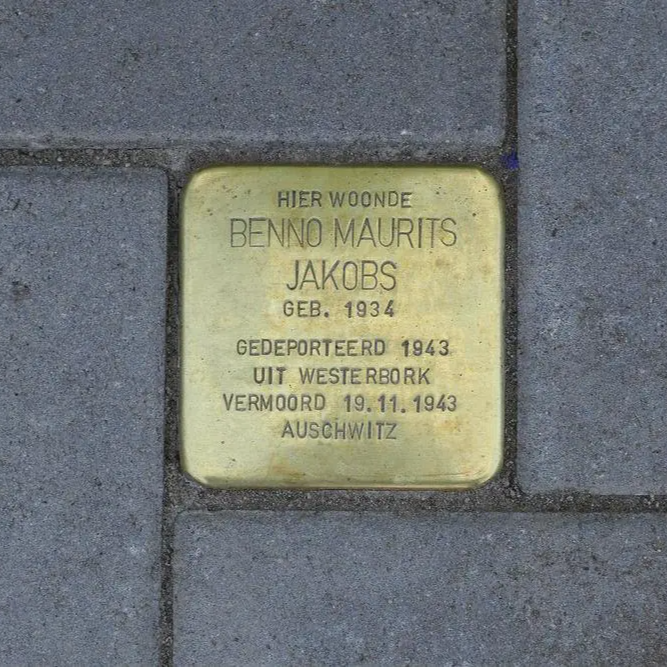 HIER WOONDE
BENNO MAURITS
JAKOBS
GEB. 1934
GEDEPORTEERD 1943
UIT WESTERBORK
VERMOORD 19.11.1943
AUSCHWITZ